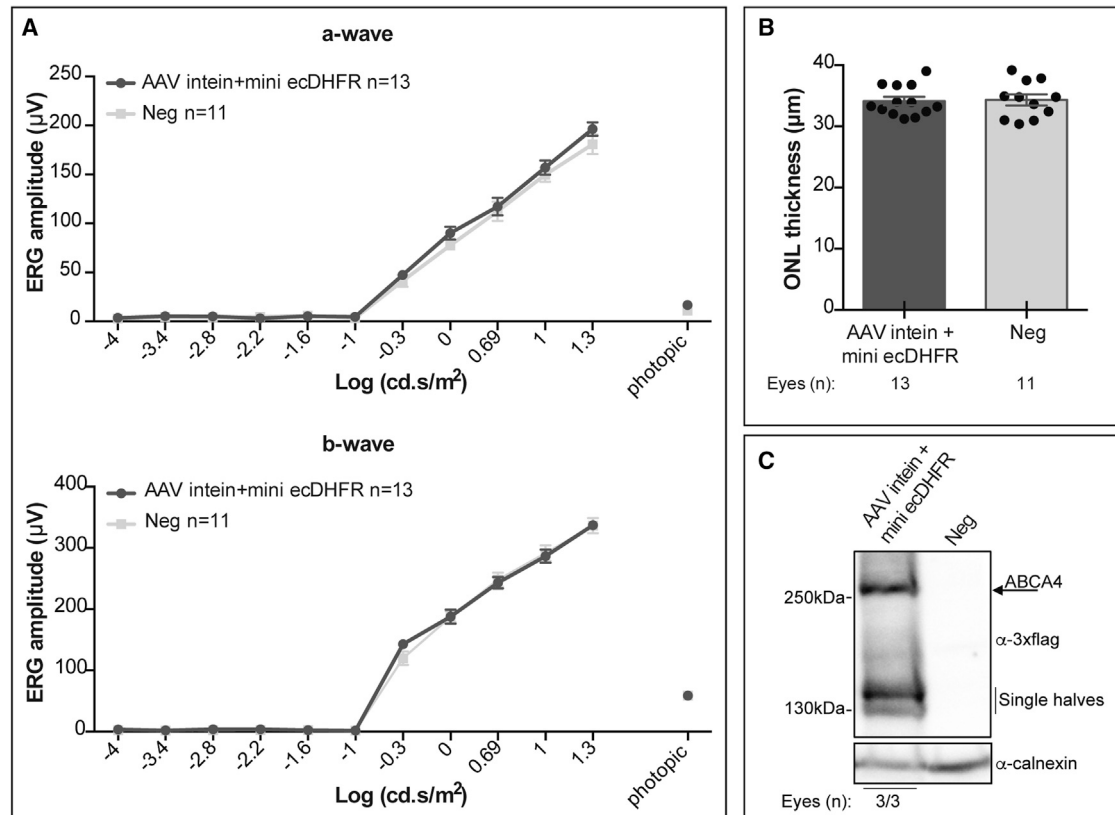 A
a-wave
AAV intein+mini ecDHFR n=13
Neg n=11
ERG amplitude (µV)
250
200
150
100
50
0
-4
-3.4
-2.8
-2.2
-1.6
-1
-0.3
0
0.69
1
1.3
photopic
Log (cd.s/m²)
b-wave
AAV intein+mini ecDHFR n=13
Neg n=11
ERG amplitude (µV)
400
300
200
100
0
-4
-3.4
-2.8
-2.2
-1.6
-1
-0.3
0
0.69
1
1.3
photopic
Log (cd.s/m²)
B
ONL thickness (µm)
40
30
20
10
0
AAV intein +
mini ecDHFR
Neg
Eyes (n): 13 11
C
AAV intein +
mini ecDHFR
Neg
250kDa-
ABCA4
α-3xflag
130kDa-
Single halves
α-calnexin
Eyes (n): 3/3